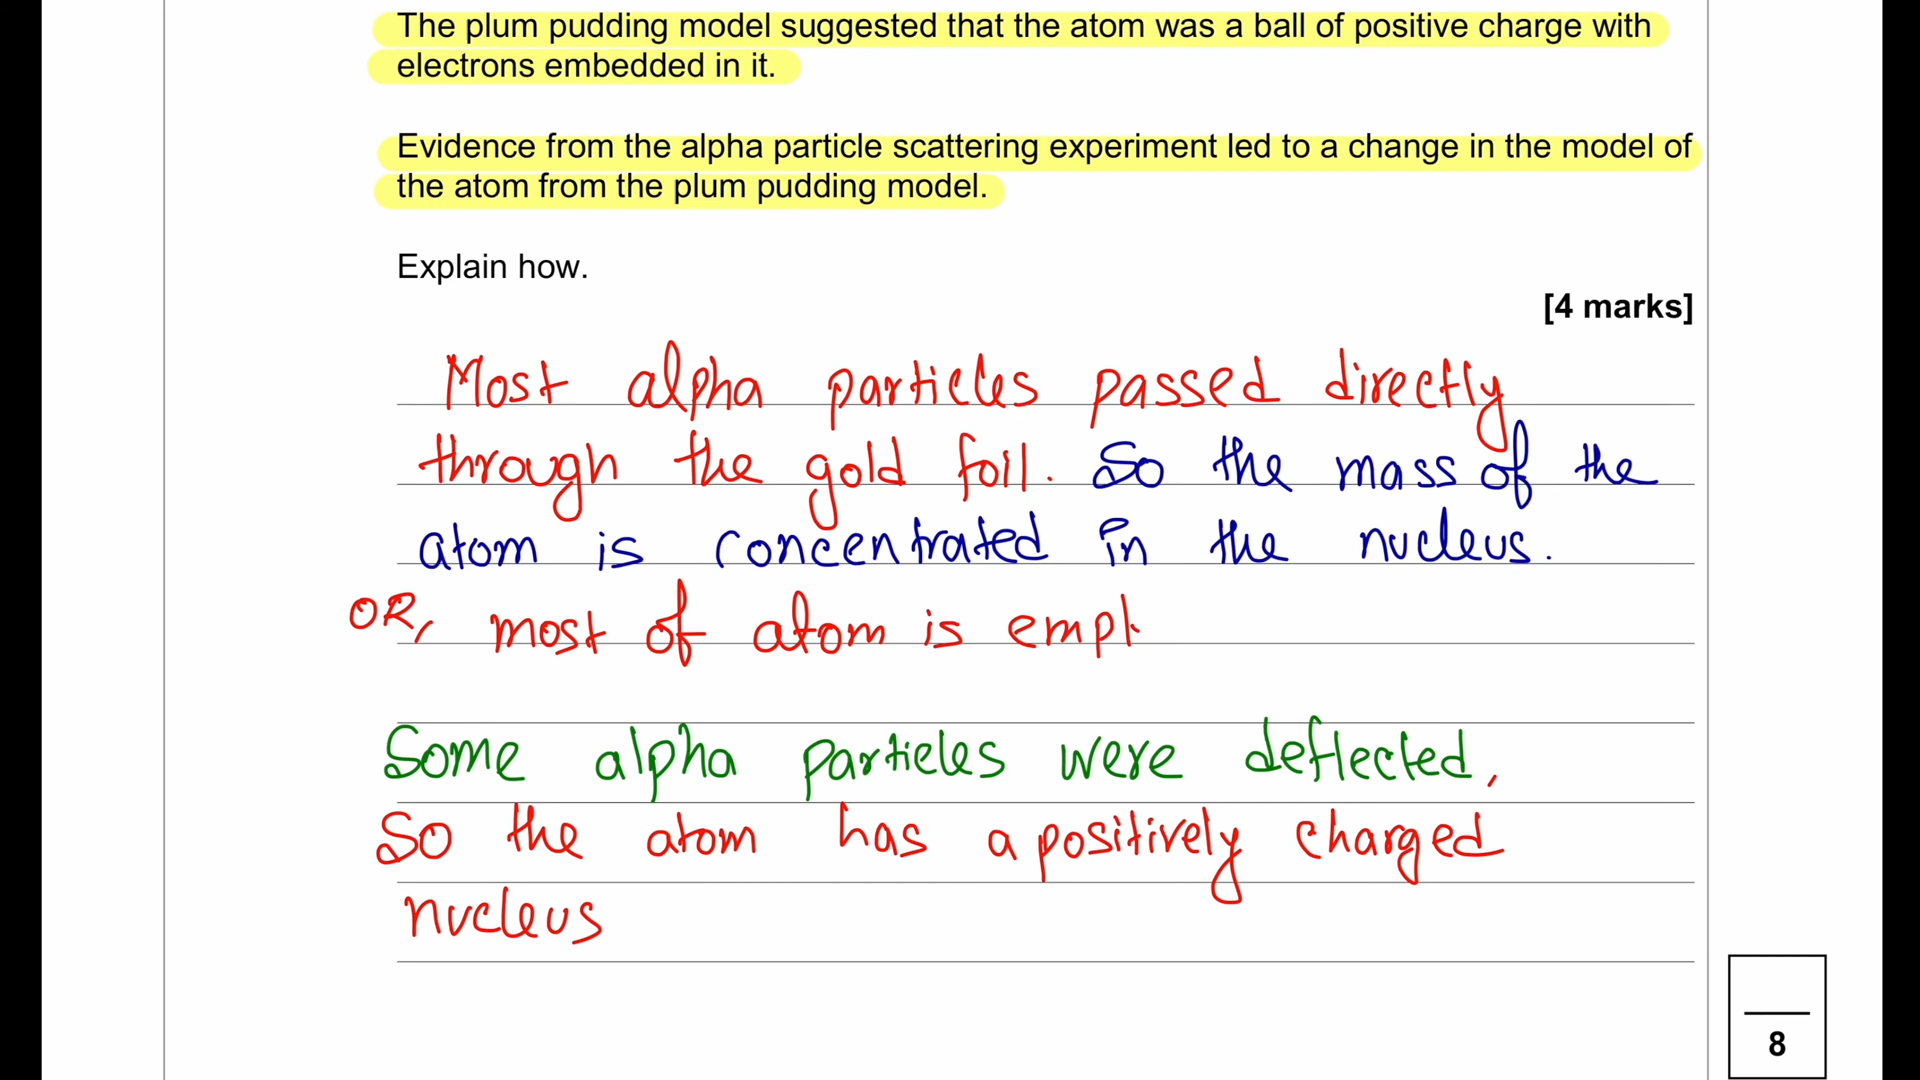 The plum pudding model suggested that the atom was a ball of positive charge with
electrons embedded in it.
Evidence from the alpha particle scattering experiment led to a change in the model of
the atom from the plum pudding model.
Explain how.
[4 marks]
Most alpha particles passed directly
through the gold foil. So the mass of the
atom is concentrated in the nucleus.
OR, most of atom is empt
Some alpha particles were deflected,
So the atom has a positively charged
nucleus
8